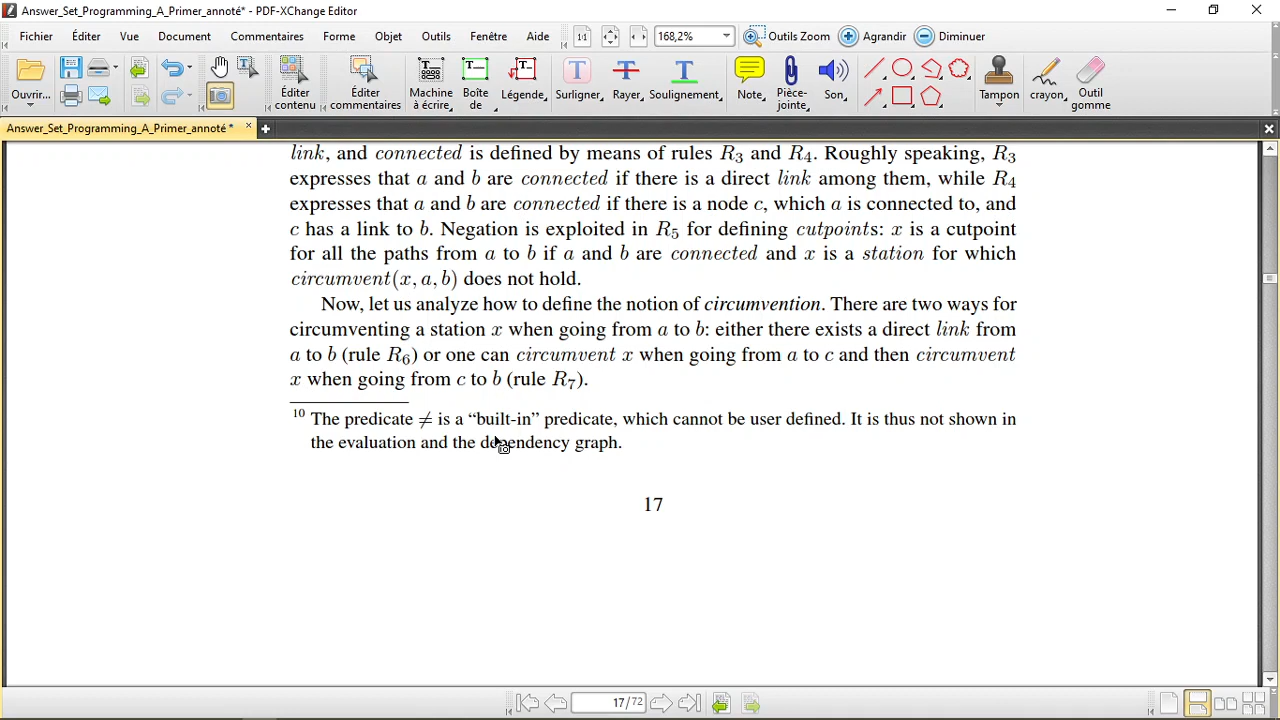 Answer_Set_Programming_A_Primer_annoté* - PDF-XChange Editor
Fichier Éditer Vue Document Commentaires Forme Objet Outils Fenêtre Aide 1:1 168,2% Outils Zoom Agrandir Diminuer
Ouvrir... Éditer contenu Éditer commentaires Machine à écrire Boîte de Légende Surligner Rayer Soulignement Note Pièce-jointe Son Tampon crayon Outil gomme
Answer_Set_Programming_A_Primer_annoté *
link, and connected is defined by means of rules R₃ and R₄. Roughly speaking, R₃
expresses that a and b are connected if there is a direct link among them, while R₄
expresses that a and b are connected if there is a node c, which a is connected to, and
c has a link to b. Negation is exploited in R₅ for defining cutpoints: x is a cutpoint
for all the paths from a to b if a and b are connected and x is a station for which
circumvent(x, a, b) does not hold.
Now, let us analyze how to define the notion of circumvention. There are two ways for
circumventing a station x when going from a to b: either there exists a direct link from
a to b (rule R₆) or one can circumvent x when going from a to c and then circumvent
x when going from c to b (rule R₇).
10 The predicate ≠ is a “built-in” predicate, which cannot be user defined. It is thus not shown in
the evaluation and the dependency graph.
17
17/72